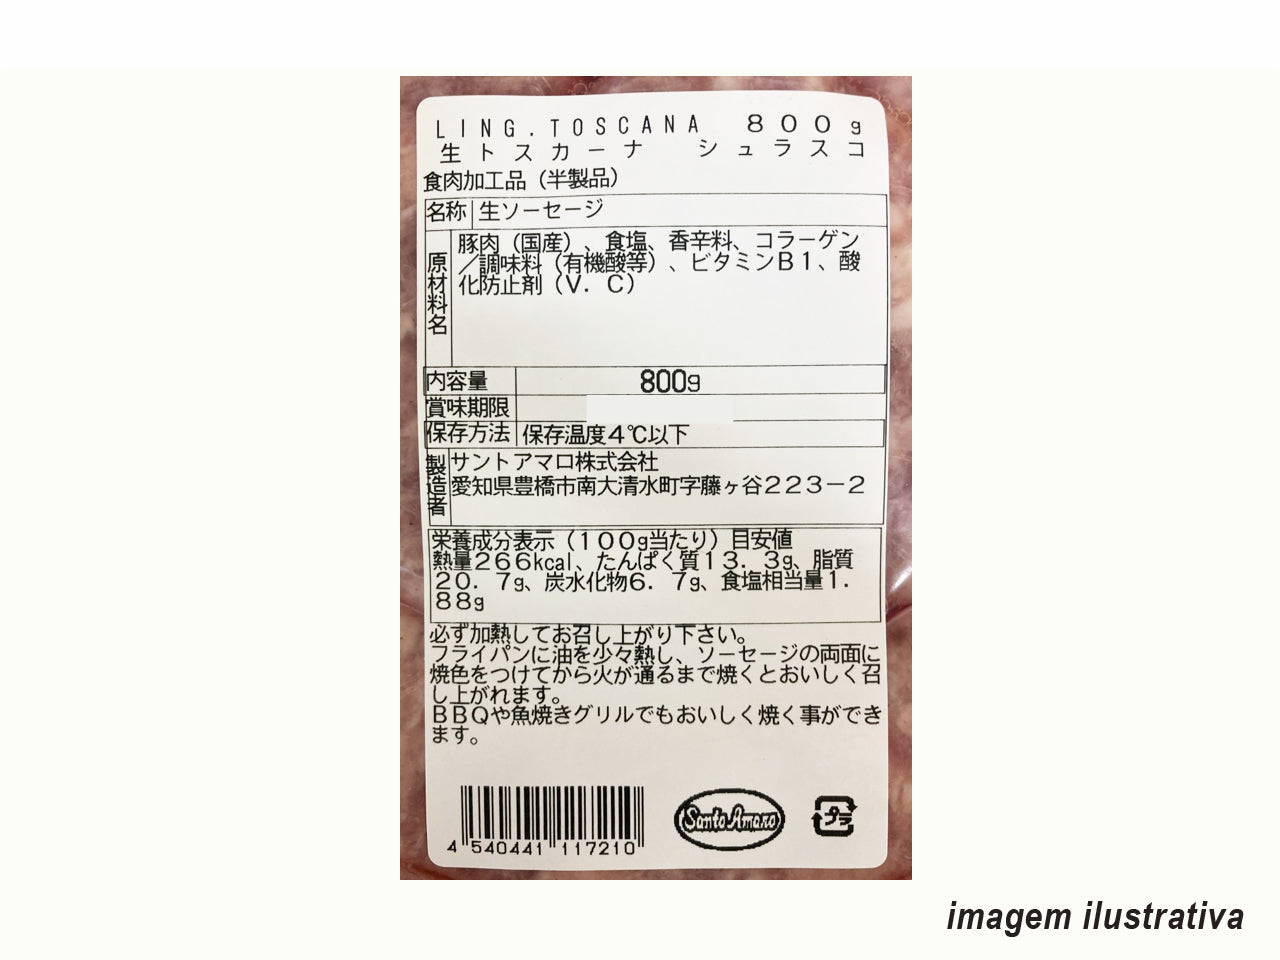 LING.TOSCANA 800g
生トスカーナ シュラスコ
食肉加工品（半製品）
名称 生ソーセージ
原材料名 豚肉（国産）、食塩、香辛料、コラーゲン
／調味料（有機酸等）、ビタミンB1、酸
化防止剤（V．C）
内容量 800g
賞味期限
保存方法 保存温度4℃以下
製造者 サントアマロ株式会社
愛知県豊橋市南大清水町字藤ヶ谷223－2
栄養成分表示（100g当たり）目安値
熱量266kcal、たんぱく質13．3g、脂質
20．7g、炭水化物6．7g、食塩相当量1．
88g
必ず加熱してお召し上がり下さい。
フライパンに油を少々熱し、ソーセージの両面に
焼色をつけてから火が通るまで焼くとおいしく召
し上がれます。
BBQや魚焼きグリルでもおいしく焼く事ができ
ます。
4 540441 117210
Santo Amaro
プラ
imagem ilustrativa